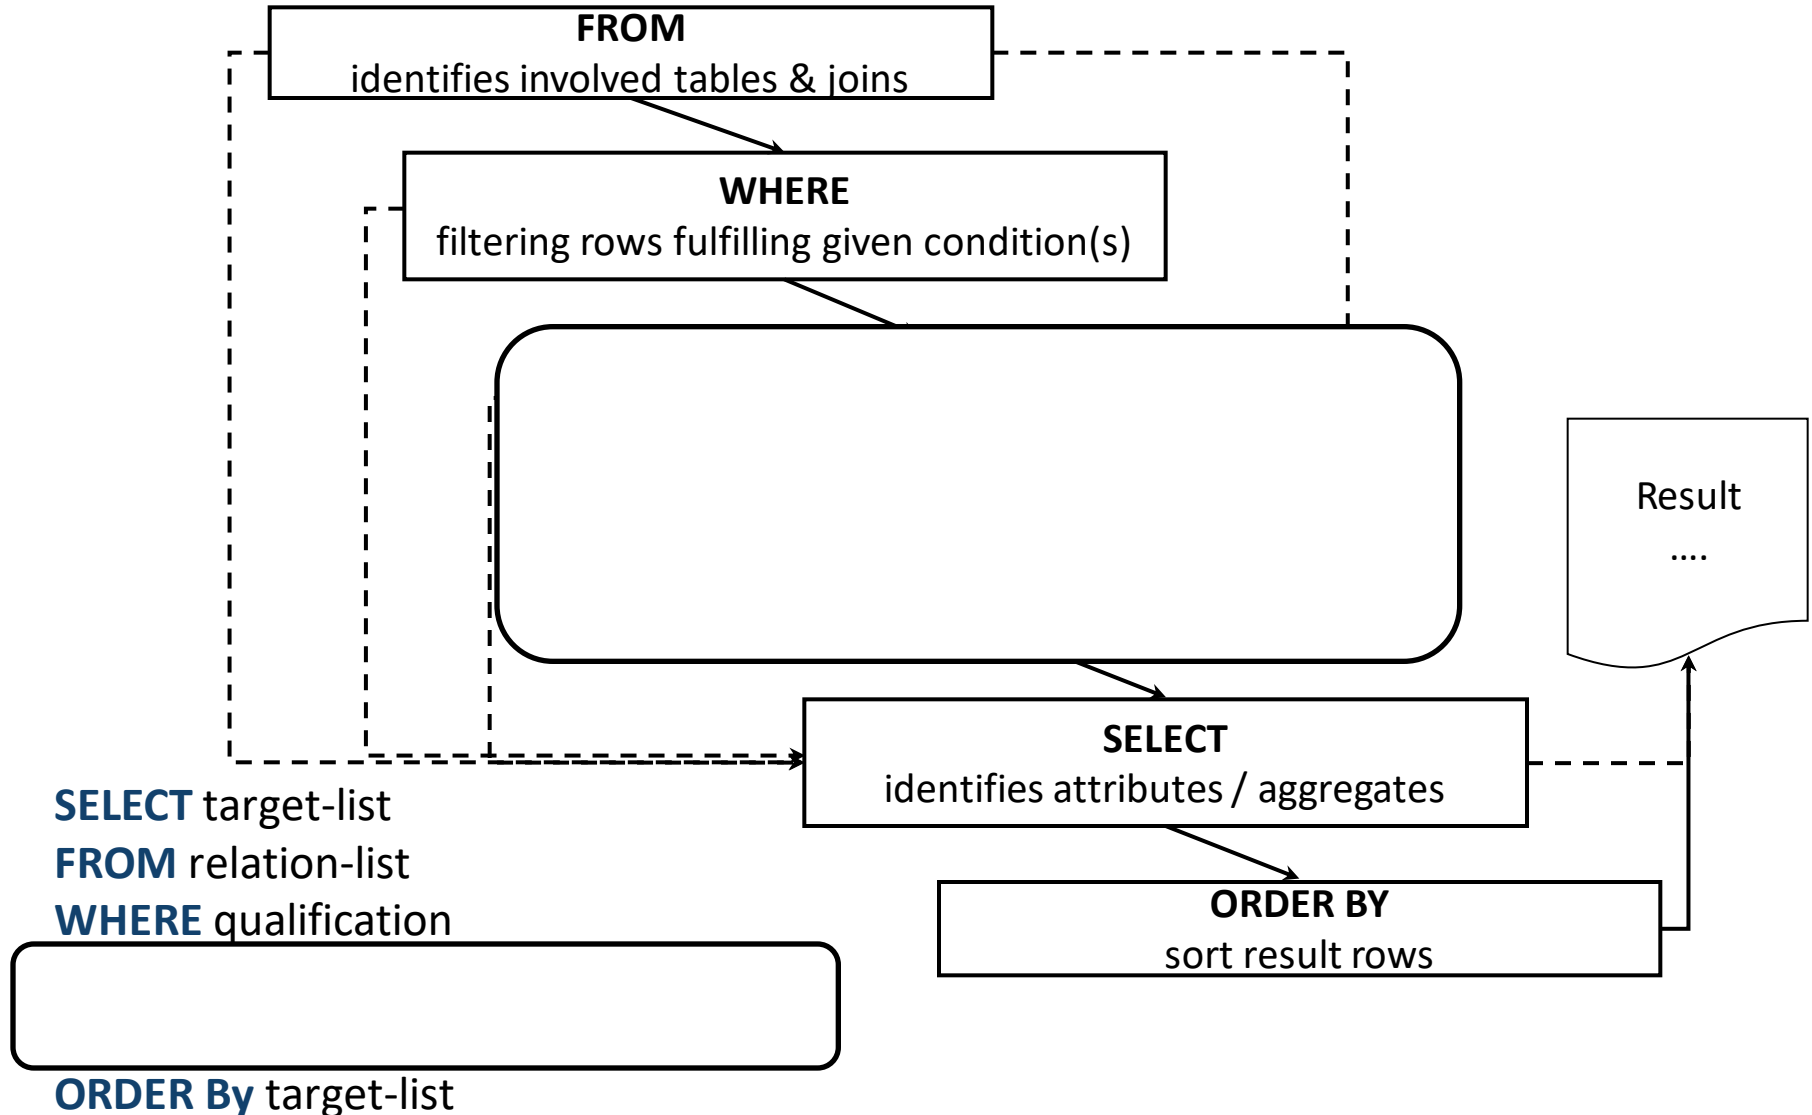 FROM
identifies involved tables & joins
WHERE
filtering rows fulfilling given condition(s)
Result
....
SELECT
identifies attributes / aggregates
ORDER BY
sort result rows
SELECT target-list
FROM relation-list
WHERE qualification
ORDER By target-list